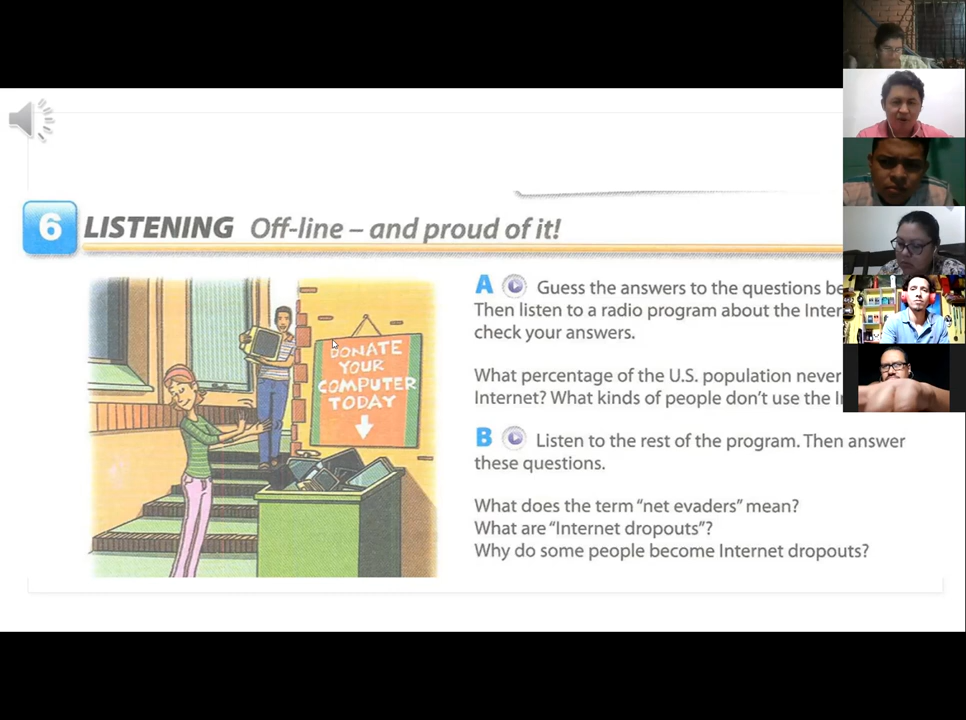 6 LISTENING Off-line – and proud of it!
DONATE
YOUR
COMPUTER
TODAY
A Guess the answers to the questions
Then listen to a radio program about the
check your answers.
What percentage of the U.S. population never
Internet? What kinds of people don't use the
B Listen to the rest of the program. Then answer
these questions.
What does the term "net evaders" mean?
What are "Internet dropouts"?
Why do some people become Internet dropouts?